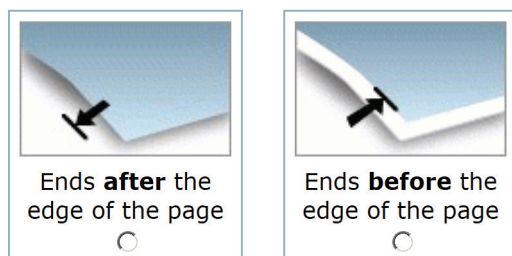 Ends after the
edge of the page
Ends before the
edge of the page